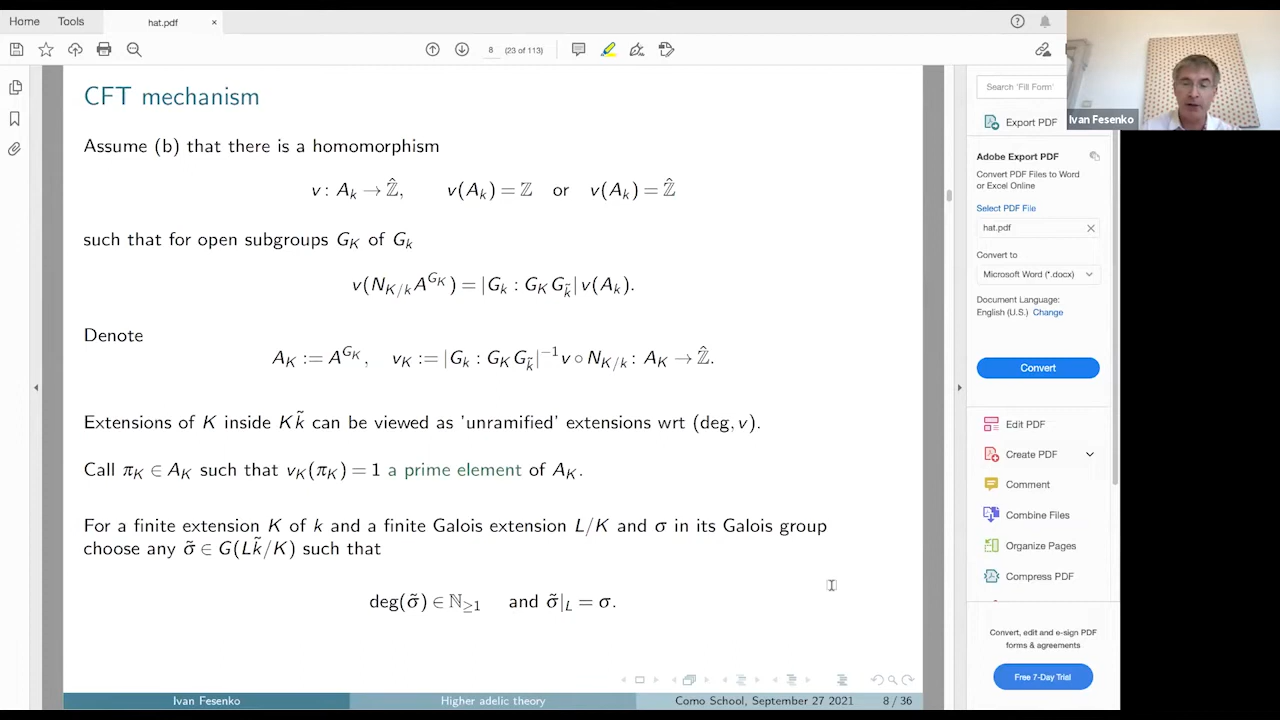 Home
Tools
hat.pdf
×
8
(23 of 113)
CFT mechanism
Assume (b) that there is a homomorphism
v : A_k → Ẑ, v(A_k) = ℤ or v(A_k) = Ẑ
such that for open subgroups G_K of G_k
v(N_{K/k} A^{G_K}) = |G_k : G_K G_{k̃}| v(A_k).
Denote
A_K := A^{G_K}, v_K := |G_k : G_K G_{k̃}|^{−1} v ∘ N_{K/k} : A_K → Ẑ.
Extensions of K inside Kk̃ can be viewed as 'unramified' extensions wrt (deg, v).
Call π_K ∈ A_K such that v_K(π_K) = 1 a prime element of A_K.
For a finite extension K of k and a finite Galois extension L/K and σ in its Galois group
choose any σ̃ ∈ G(Lk̃/K) such that
deg(σ̃) ∈ ℕ_{≥1} and σ̃|_L = σ.
Ivan Fesenko
Higher adelic theory
Como School, September 27 2021
8 / 36
Search 'Fill Form'
Export PDF
Adobe Export PDF
Convert PDF Files to Word
or Excel Online
Select PDF File
hat.pdf
Convert to
Microsoft Word (*.docx)
Document Language:
English (U.S.) Change
Convert
Edit PDF
Create PDF
Comment
Combine Files
Organize Pages
Compress PDF
Convert, edit and e-sign PDF
forms & agreements
Free 7-Day Trial
Ivan Fesenko